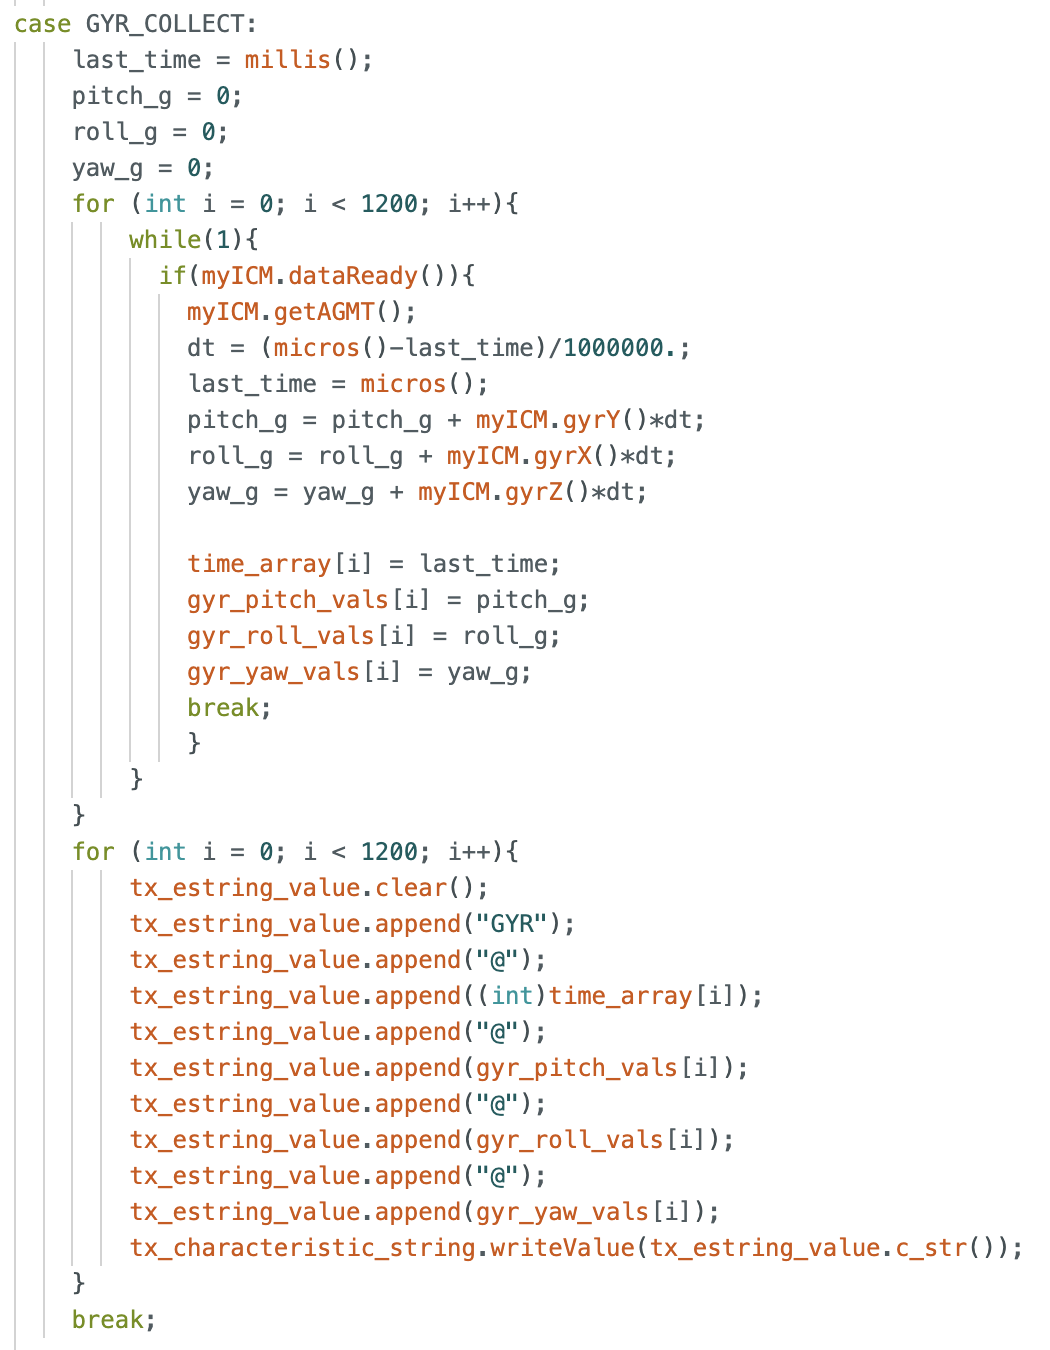 case GYR_COLLECT:
last_time = millis();
pitch_g = 0;
roll_g = 0;
yaw_g = 0;
for (int i = 0; i < 1200; i++){
while(1){
if(myICM.dataReady()){
myICM.getAGMT();
dt = (micros()-last_time)/1000000.;
last_time = micros();
pitch_g = pitch_g + myICM.gyrY()*dt;
roll_g = roll_g + myICM.gyrX()*dt;
yaw_g = yaw_g + myICM.gyrZ()*dt;
time_array[i] = last_time;
gyr_pitch_vals[i] = pitch_g;
gyr_roll_vals[i] = roll_g;
gyr_yaw_vals[i] = yaw_g;
break;
}
}
}
for (int i = 0; i < 1200; i++){
tx_estring_value.clear();
tx_estring_value.append("GYR");
tx_estring_value.append("@");
tx_estring_value.append((int)time_array[i]);
tx_estring_value.append("@");
tx_estring_value.append(gyr_pitch_vals[i]);
tx_estring_value.append("@");
tx_estring_value.append(gyr_roll_vals[i]);
tx_estring_value.append("@");
tx_estring_value.append(gyr_yaw_vals[i]);
tx_characteristic_string.writeValue(tx_estring_value.c_str());
}
break;